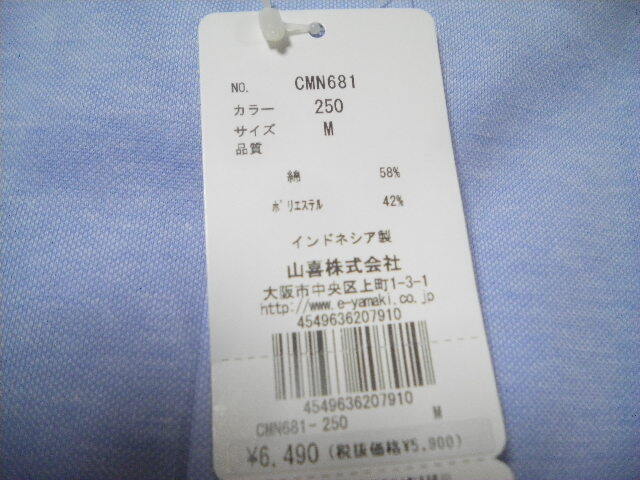 NO. CMN681
カラー 250
サイズ M
品質
綿 58%
ポリエステル 42%
インドネシア製
山喜株式会社
大阪市中央区上町1-3-1
http://www.e-yamaki.co.jp
4549636207910
4549636207910
CMN681-250 M
¥6,490 (税抜価格¥5,900)